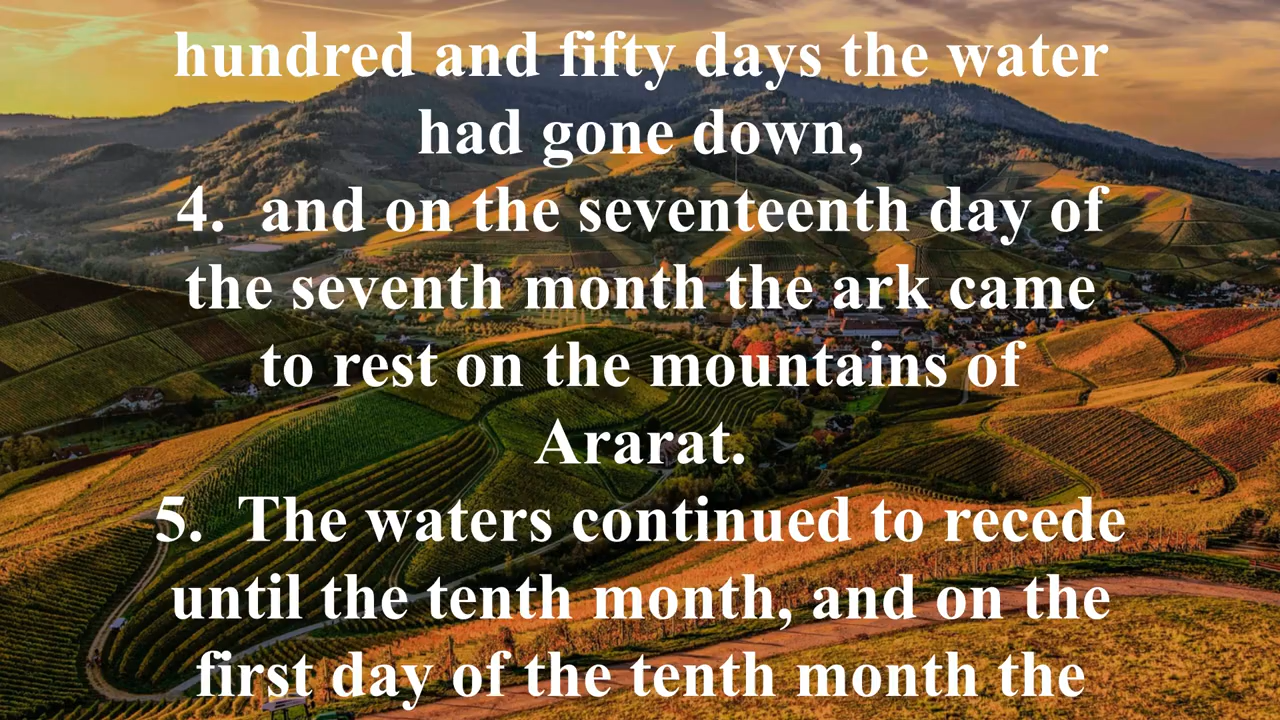 hundred and fifty days the water
had gone down,
4.  and on the seventeenth day of
the seventh month the ark came
to rest on the mountains of
Ararat.
5.  The waters continued to recede
until the tenth month, and on the
first day of the tenth month the